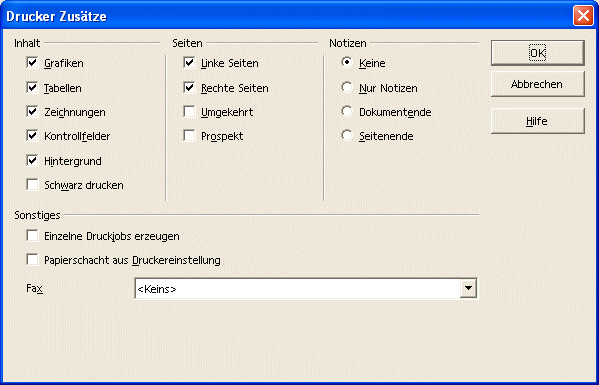 Drucker Zusätze
Inhalt
Grafiken
Tabellen
Zeichnungen
Kontrollfelder
Hintergrund
Schwarz drucken
Seiten
Linke Seiten
Rechte Seiten
Umgekehrt
Prospekt
Notizen
Keine
Nur Notizen
Dokumentende
Seitenende
OK
Abbrechen
Hilfe
Sonstiges
Einzelne Druckjobs erzeugen
Papierschacht aus Druckereinstellung
Fax
<Keins>